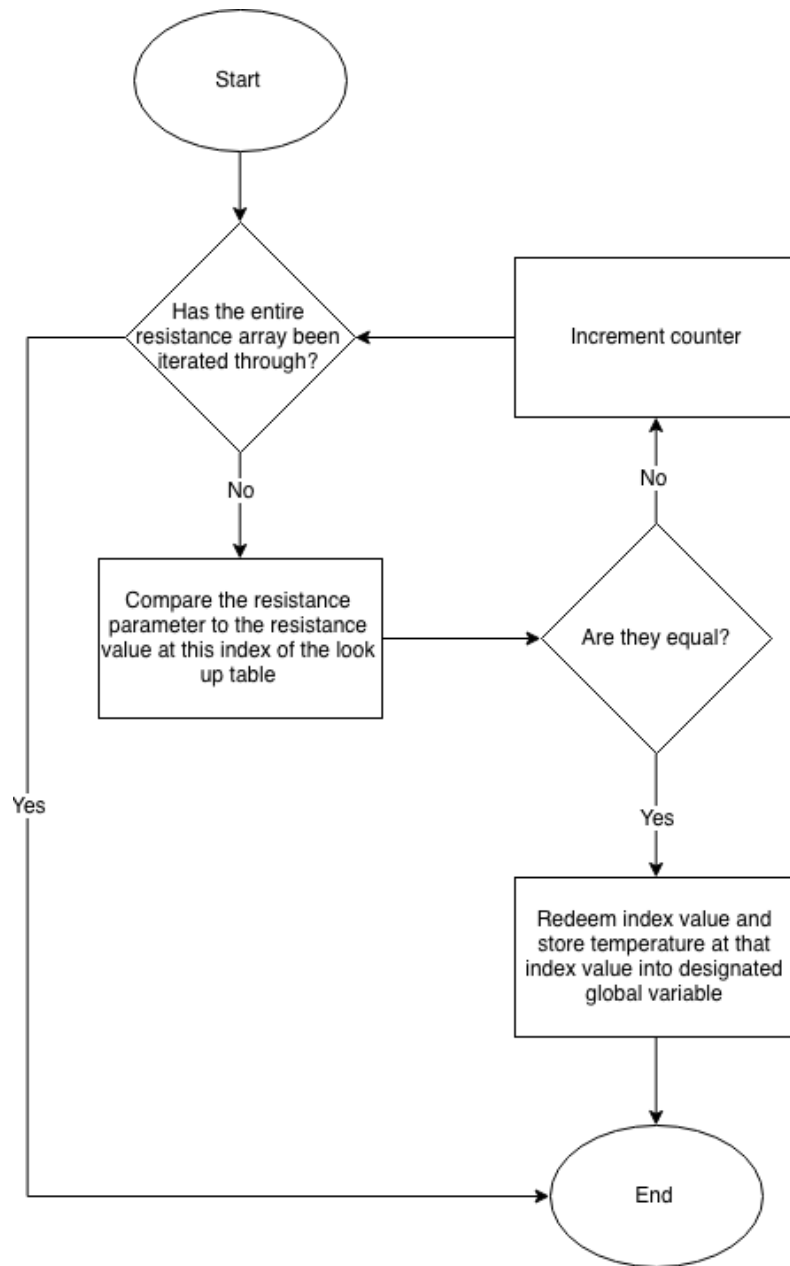 Start
Has the entire
resistance array been
iterated through?
Increment counter
No
No
Compare the resistance
parameter to the resistance
value at this index of the look
up table
Are they equal?
Yes
Yes
Redeem index value and
store temperature at that
index value into designated
global variable
End